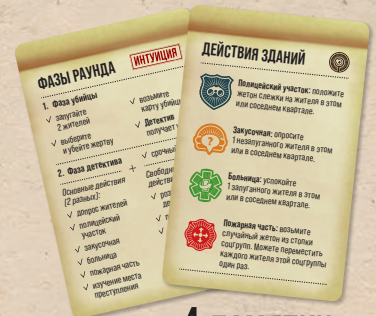 ФАЗЫ РАУНДА
ИНТУИЦИЯ
1. Фаза убийцы
√ запугайте
2 жителей
√ выберите
и убейте жертву
√ возьмите
карту убийцы
√ Детектив
получает
2. Фаза детектива
Основные действия
(2 разных):
√ допрос жителей
√ полицейский
участок
√ закусочная
√ больница
√ пожарная часть
√ изучение места
преступления
+
√ срочны
Свобод
действ
ДЕЙСТВИЯ ЗДАНИЙ
Полицейский участок: положите
жетон слежки на жителя в этом
или соседнем квартале.
Закусочная: опросите
1 незапуганного жителя в этом
или в соседнем квартале.
Больница: успокойте
1 запуганного жителя в этом
или в соседнем квартале.
Пожарная часть: возьмите
случайный жетон из стопки
соцгрупп. Можете переместить
каждого жителя этой соцгруппы
один раз.